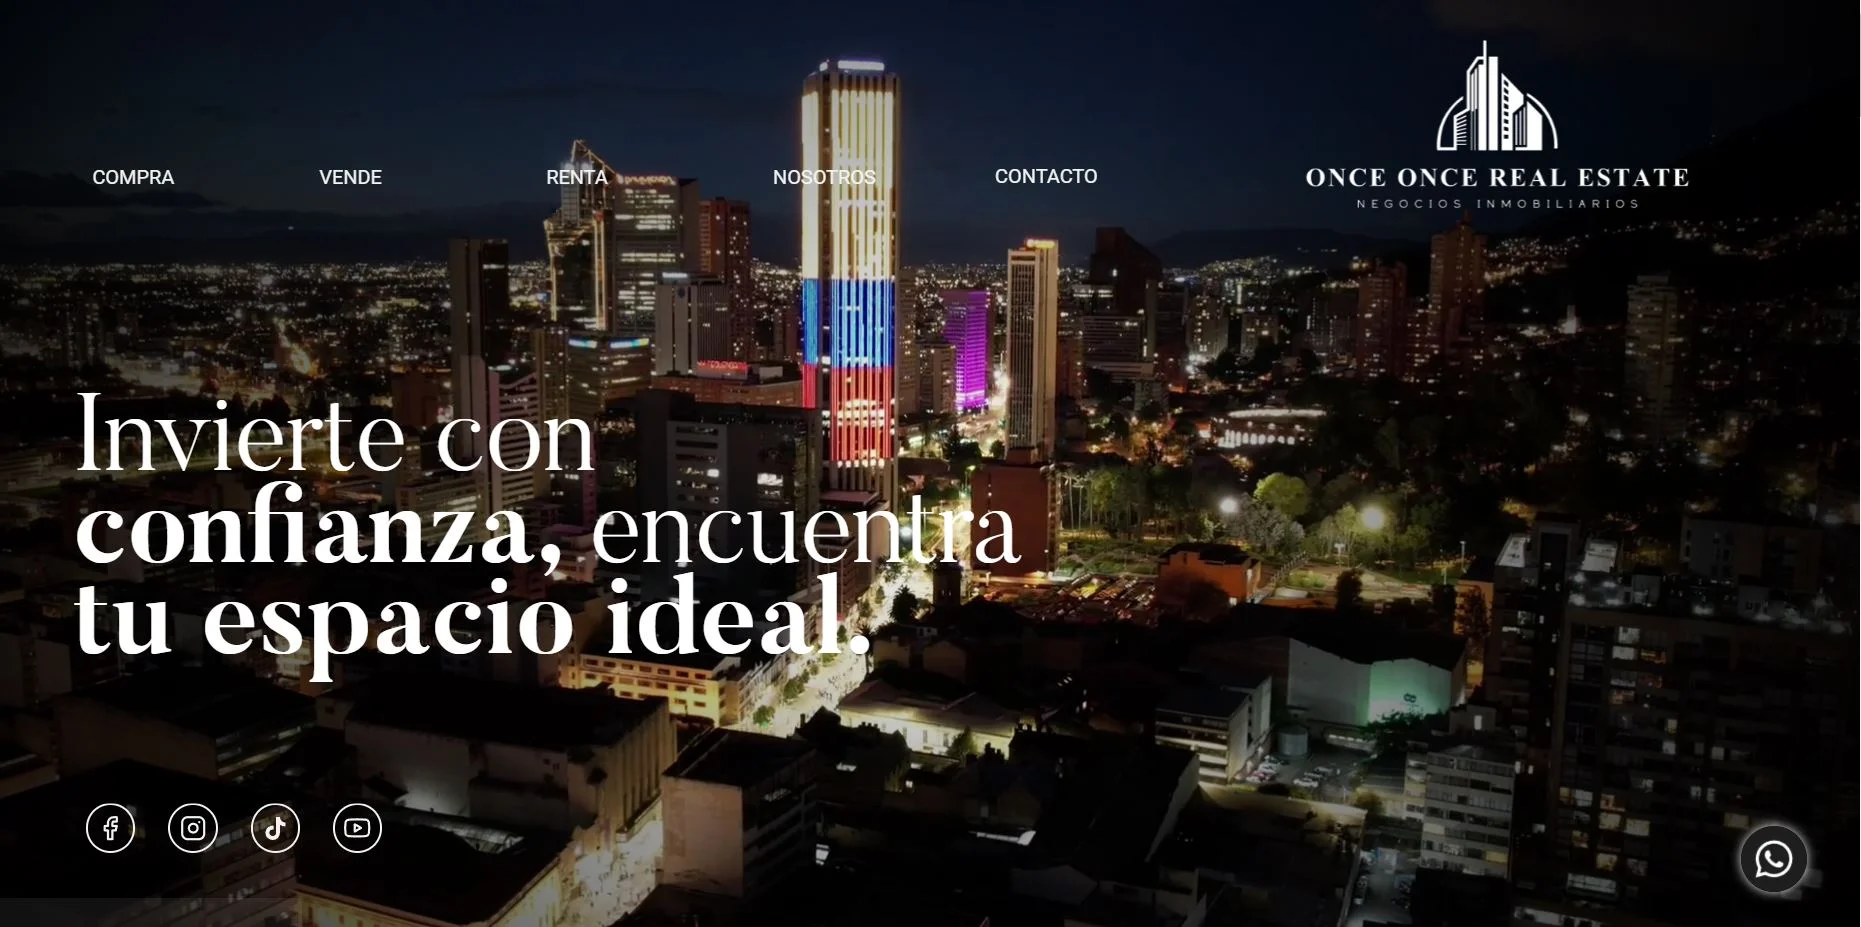 COMPRA
VENDE
RENTA
NOSOTROS
CONTACTO
ONCE ONCE REAL ESTATE
NEGOCIOS INMOBILIARIOS
Invierte con
confianza, encuentra
tu espacio ideal.